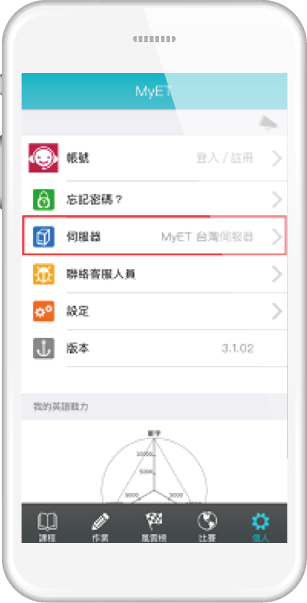 MyET
帳號 登入 / 註冊
忘記密碼？
伺服器 MyET 台灣伺服器
聯絡客服人員
設定
版本 3.1.02
我的英語戰力
單字
10000
5000
5000 5000
課程 作業 風雲榜 比賽 個人